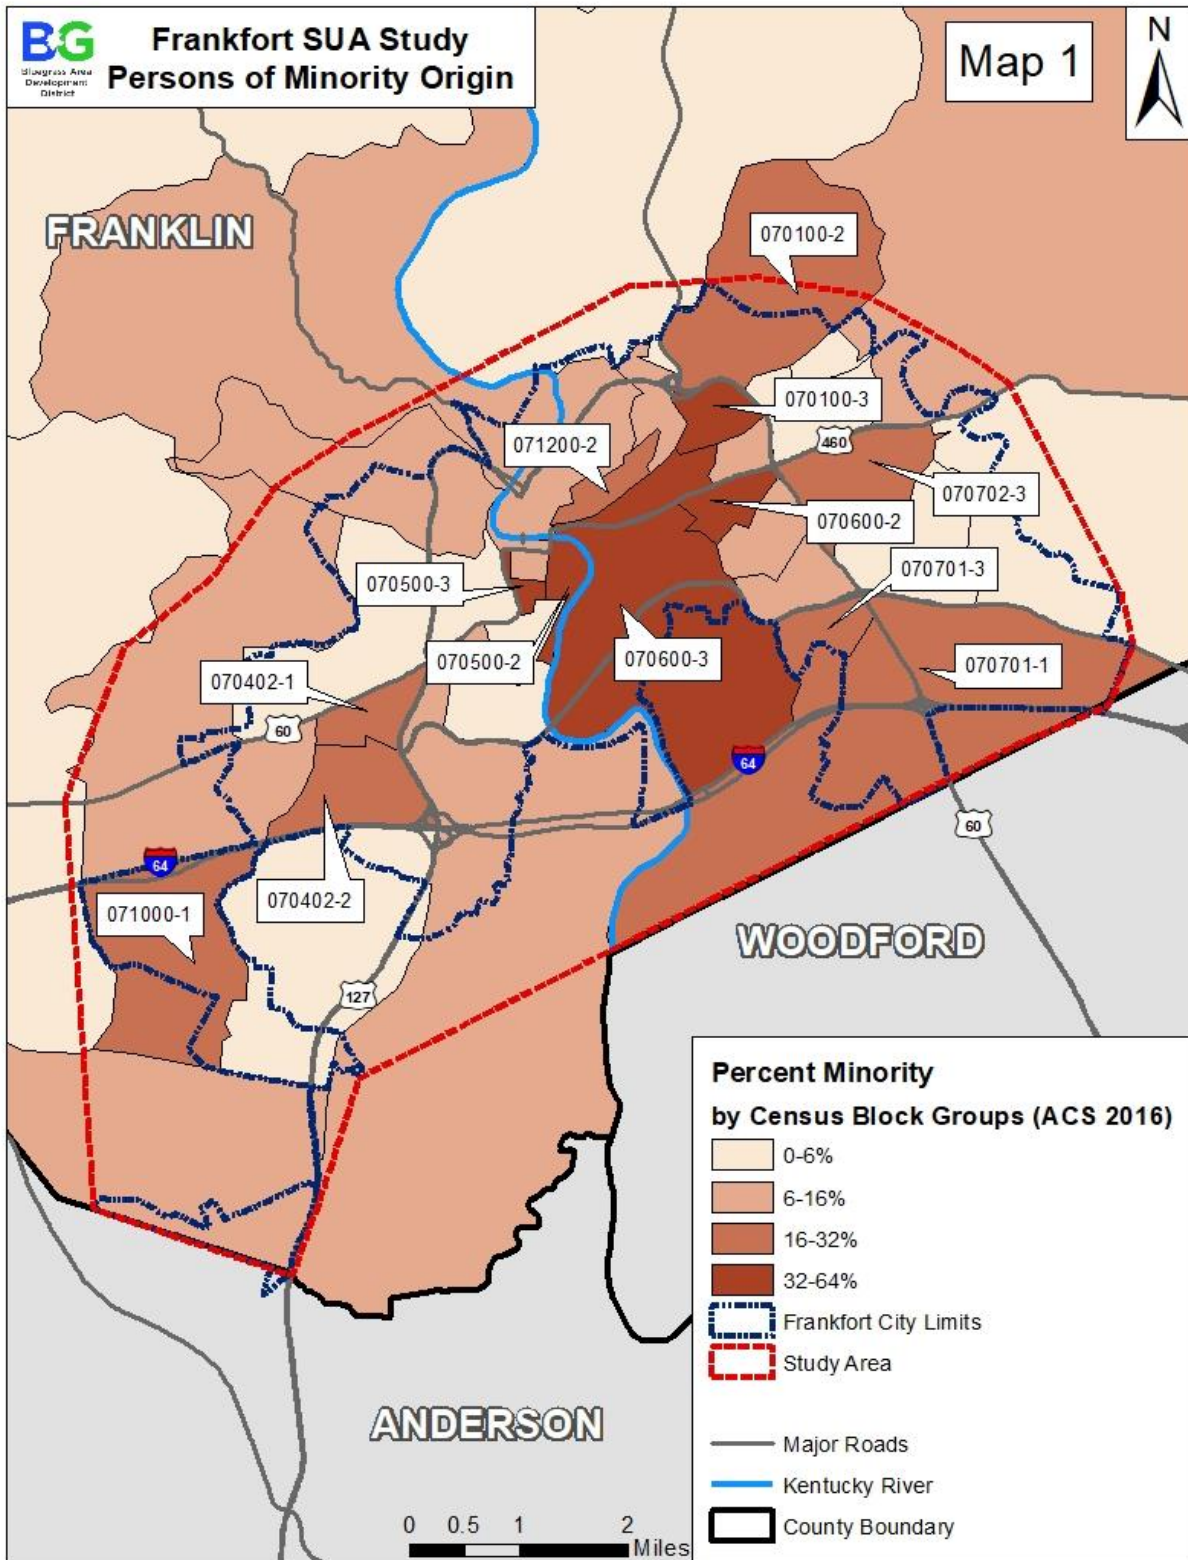 BG
Bluegrass Area
Development
District
Frankfort SUA Study
Persons of Minority Origin
Map 1
N
FRANKLIN
070100-2
070100-3
071200-2
460
070702-3
070600-2
070701-3
070500-3
070500-2
070600-3
070701-1
070402-1
60
64
60
64
070402-2
071000-1
WOODFORD
127
Percent Minority
by Census Block Groups (ACS 2016)
0-6%
6-16%
16-32%
32-64%
Frankfort City Limits
Study Area
Major Roads
Kentucky River
County Boundary
ANDERSON
0 0.5 1 2
Miles